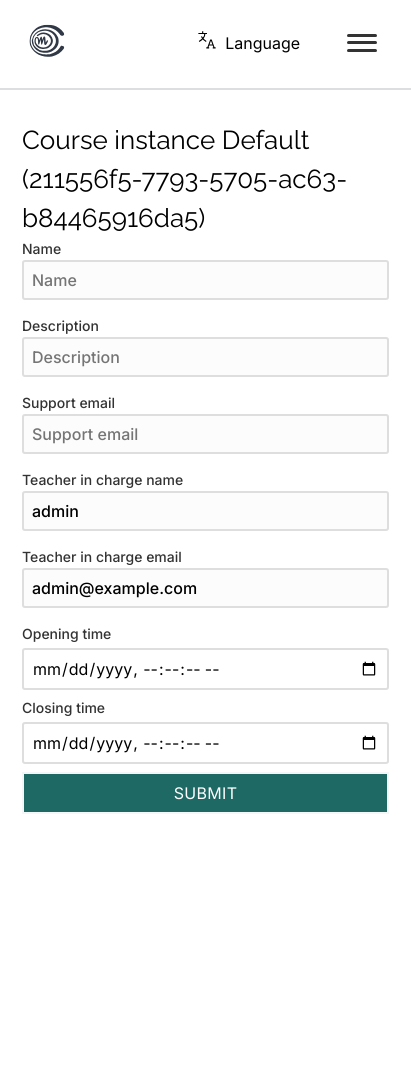 Language
Course instance Default
(211556f5-7793-5705-ac63-
b84465916da5)
Name
Name
Description
Description
Support email
Support email
Teacher in charge name
admin
Teacher in charge email
admin@example.com
Opening time
mm/dd/yyyy, --:--:-- --
Closing time
mm/dd/yyyy, --:--:-- --
SUBMIT